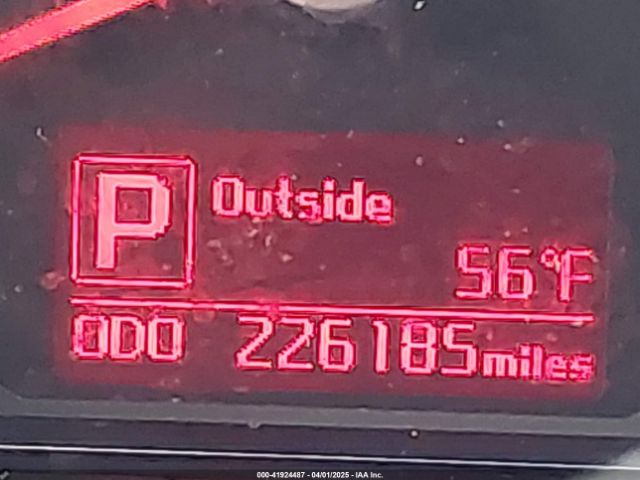 P
Outside
56°F
ODO 226185miles
000-41924487 - 04/01/2025 - IAA Inc.